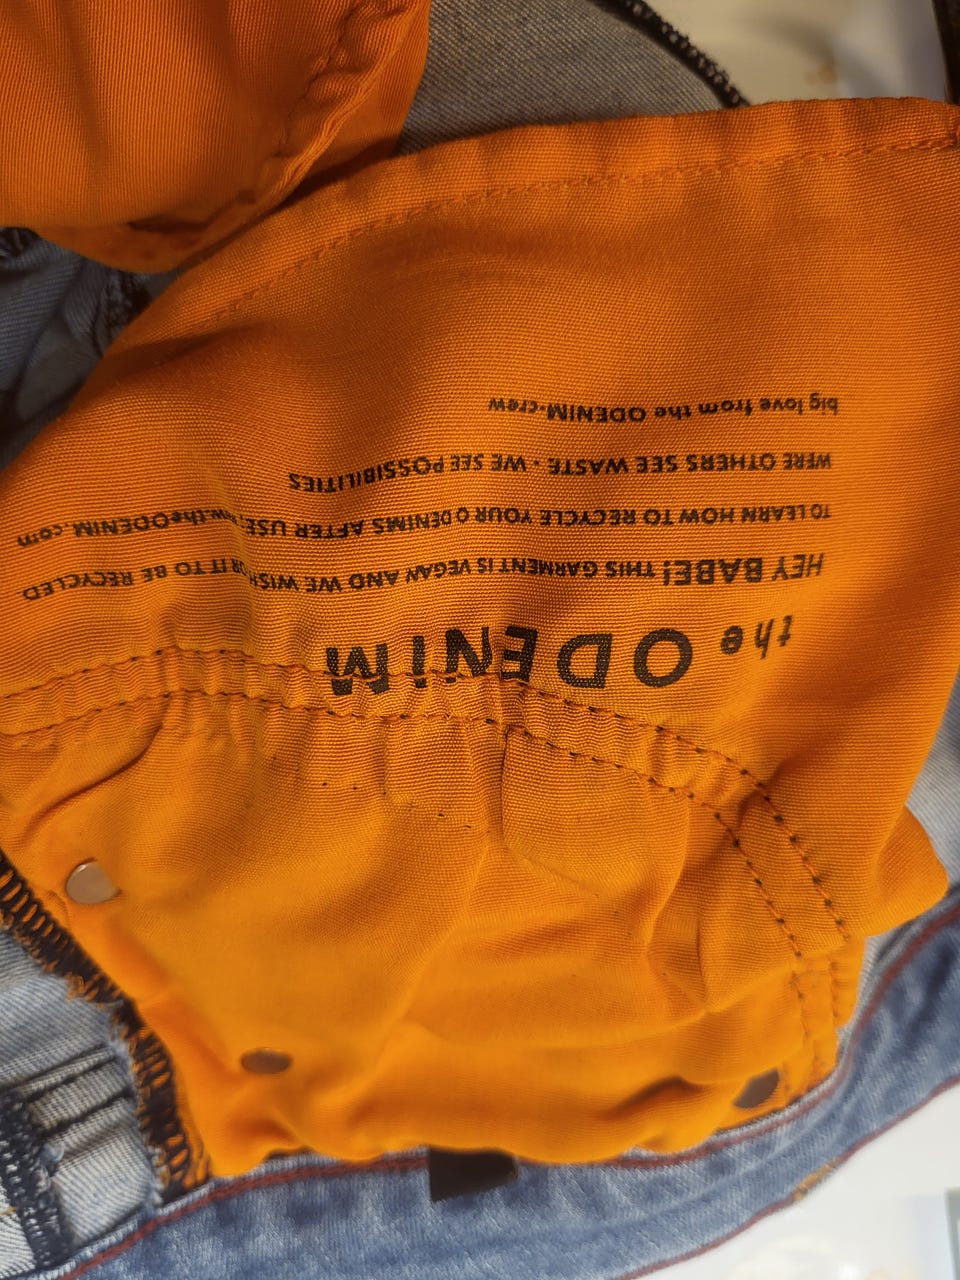 the ODENIM
HEY BABE! THIS GARMENT IS VEGAN AND WE WISH FOR IT TO BE RECYCLED
TO LEARN HOW TO RECYCLE YOUR O DENIMS AFTER USE, www.theODENIM.com
WERE OTHERS SEE WASTE - WE SEE POSSIBILITIES
big love from the ODENIM-crew